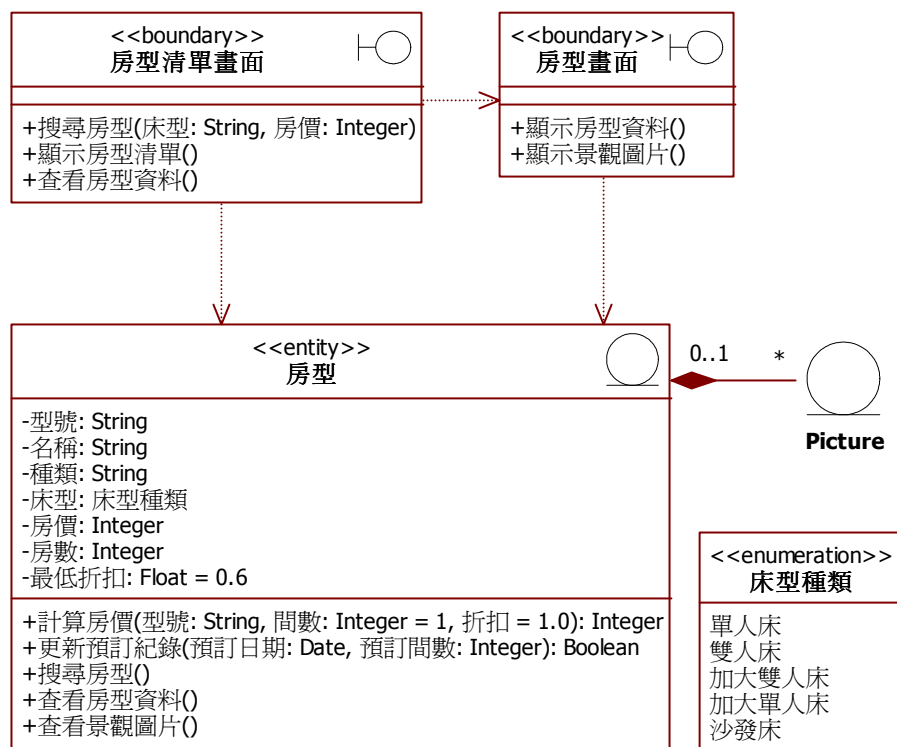 <<boundary>>
房型清單畫面
+搜尋房型(床型: String, 房價: Integer)
+顯示房型清單()
+查看房型資料()
<<boundary>>
房型畫面
+顯示房型資料()
+顯示景觀圖片()
<<entity>>
房型
-型號: String
-名稱: String
-種類: String
-床型: 床型種類
-房價: Integer
-房數: Integer
-最低折扣: Float = 0.6
+計算房價(型號: String, 間數: Integer = 1, 折扣 = 1.0): Integer
+更新預訂紀錄(預訂日期: Date, 預訂間數: Integer): Boolean
+搜尋房型()
+查看房型資料()
+查看景觀圖片()
0..1 *
Picture
<<enumeration>>
床型種類
單人床
雙人床
加大雙人床
加大單人床
沙發床